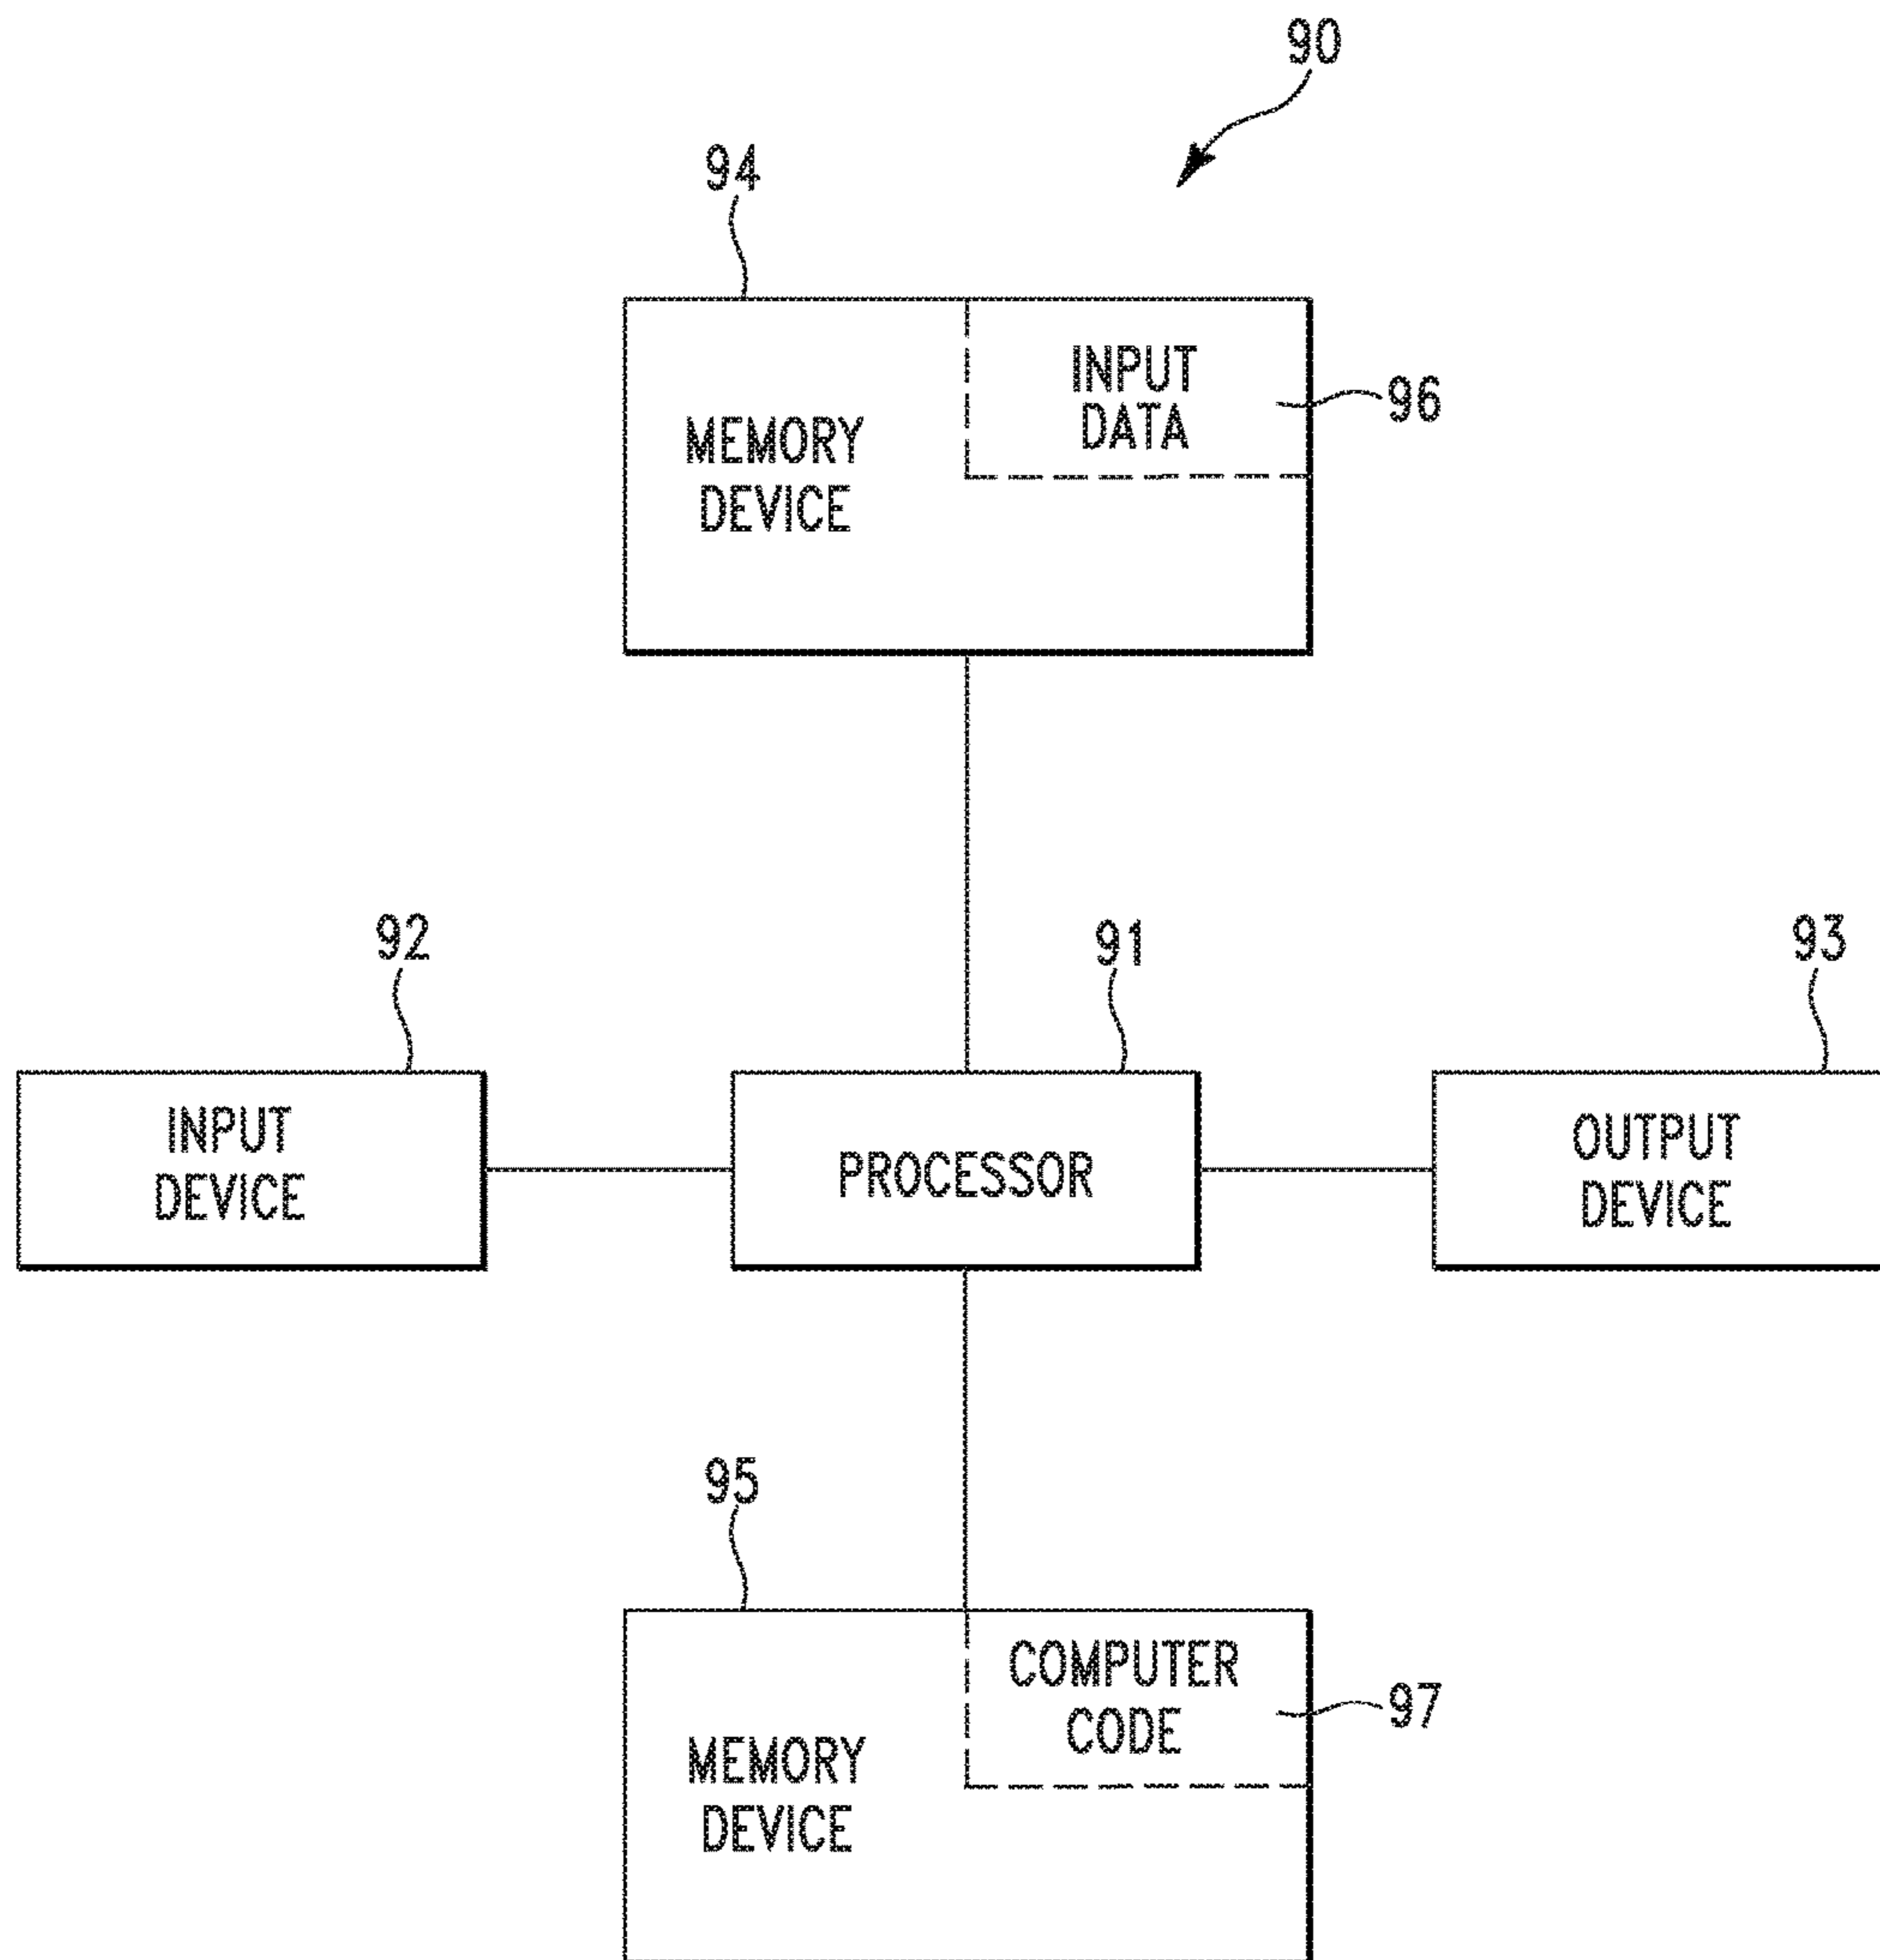 90
94
INPUT
DATA
96
MEMORY
DEVICE
92
91
93
INPUT
DEVICE
PROCESSOR
OUTPUT
DEVICE
95
COMPUTER
CODE
97
MEMORY
DEVICE